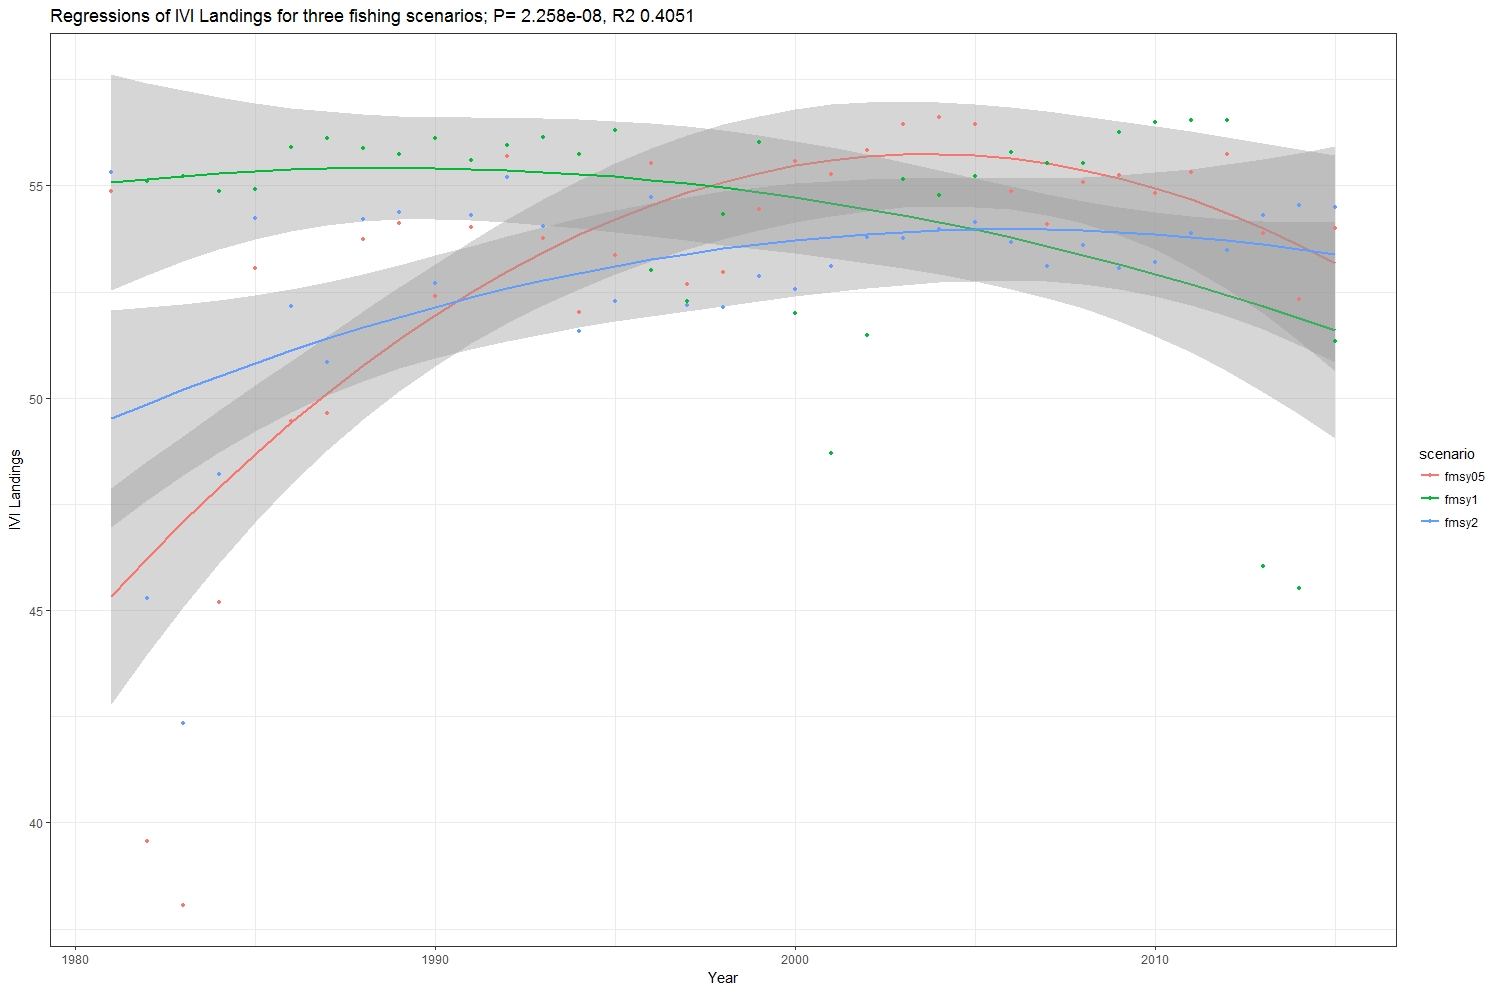 Regressions of IVI Landings for three fishing scenarios; P= 2.258e-08, R2 0.4051
55
50
45
40
IVI Landings
1980 1990 2000 2010
Year
scenario
fmsy05
fmsy1
fmsy2